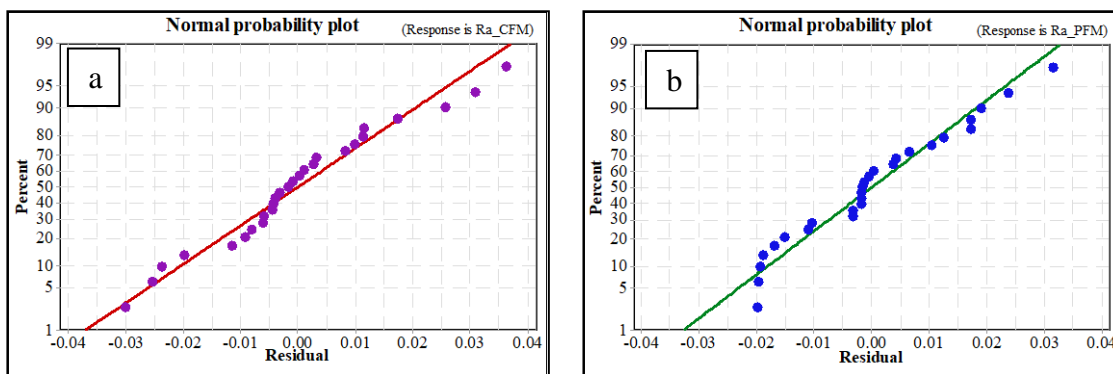 Normal probability plot
(Response is Ra_CFM)
a
Percent
99
95
90
80
70
60
50
40
30
20
10
5
1
-0.04 -0.03 -0.02 -0.01 0.00 0.01 0.02 0.03 0.04
Residual
Normal probability plot
(Response is Ra_PFM)
b
Percent
99
95
90
80
70
60
50
40
30
20
10
5
1
-0.04 -0.03 -0.02 -0.01 0.00 0.01 0.02 0.03 0.04
Residual